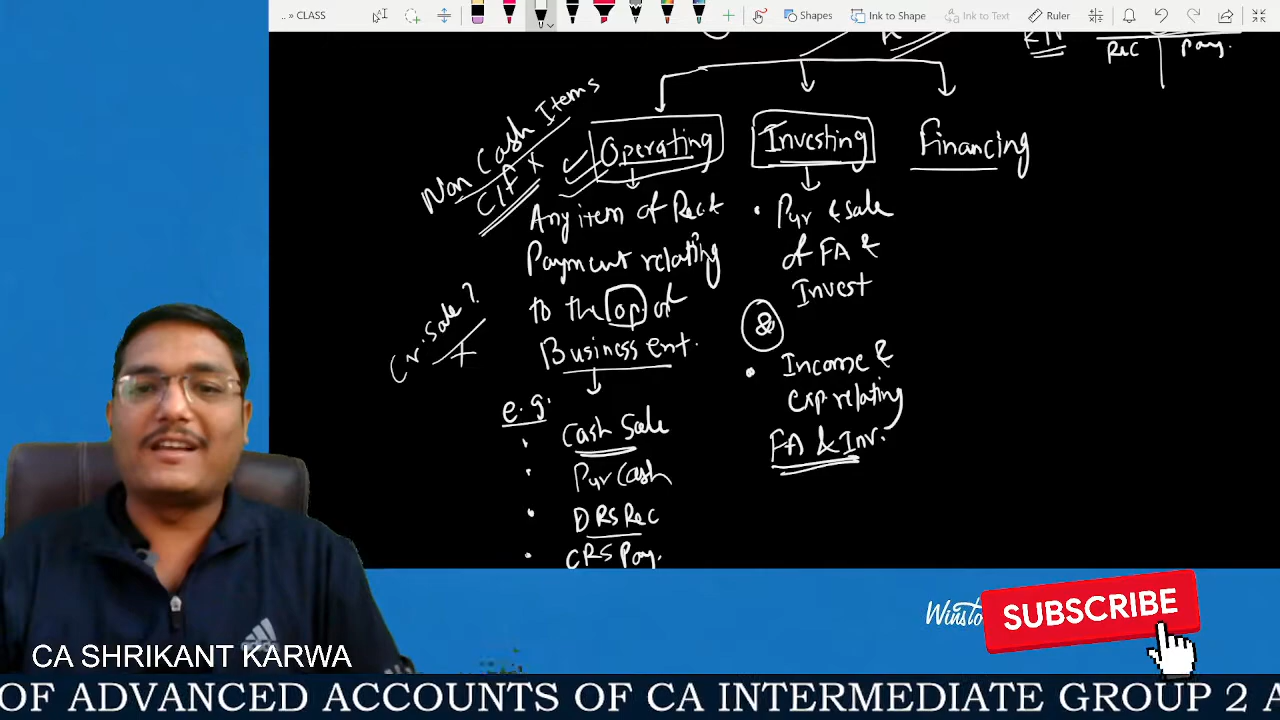 .. » CLASS
Shapes
Ink to Shape
Ink to Text
Ruler
Rec
Pay.
Non Cash Items
C/F X
Operating
Investing
Financing
Any item of Rec &
Payment relating
to the op of
Business ent.
Cr. Sale?
e.g.
• Cash Sale
• Pur Cash
• DRS Rec
• CRS Pay.
• Pur & sale
of FA &
Invest
&
• Income &
exp relating
FA & Inv.
SUBSCRIBE
CA SHRIKANT KARWA
OF ADVANCED ACCOUNTS OF CA INTERMEDIATE GROUP 2 A